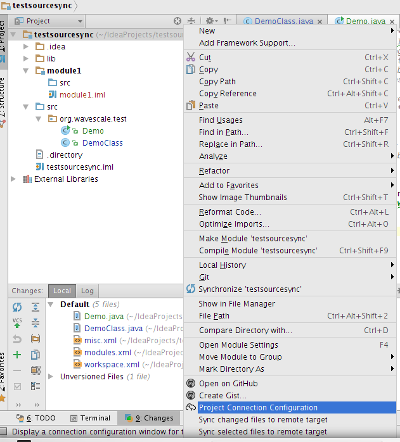 testsourcesync
1: Project
Project
DemoClass.java
Demo.java
testsourcesync (~/IdeaProjects/testsour
.idea
lib
module1
src
module1.iml
src
org.wavescale.test
Demo
DemoClass
.directory
testsourcesync.iml
External Libraries
Z: Structure
New
Add Framework Support...
Cut Ctrl+X
Copy Ctrl+C
Copy Path Ctrl+Shift+C
Copy Reference Ctrl+Alt+Shift+C
Paste Ctrl+V
Find Usages Alt+F7
Find in Path... Ctrl+Shift+F
Replace in Path... Ctrl+Shift+R
Analyze
Refactor
Add to Favorites
Show Image Thumbnails Ctrl+Shift+T
Reformat Code... Ctrl+Alt+L
Optimize Imports... Ctrl+Alt+O
Make Module 'testsourcesync'
Compile Module 'testsourcesync' Ctrl+Shift+F9
Local History
Git
Synchronize 'testsourcesync'
Show in File Manager
File Path Ctrl+Alt+Shift+2
Compare Directory with... Ctrl+D
Open Module Settings F4
Move Module to Group
Mark Directory As
Open on GitHub
Create Gist...
Project Connection Configuration
Sync changed files to remote target
Sync selected files to remote target
Changes: Local Log
VCS
Default (5 files)
Demo.java (~/IdeaProjects/te
DemoClass.java (~/IdeaProj
misc.xml (~/IdeaProjects/tes
modules.xml (~/IdeaProjects
workspace.xml (~/IdeaProje
Unversioned Files (1 file)
Favorites
6: TODO Terminal 9: Changes
Display a connection configuration window for t